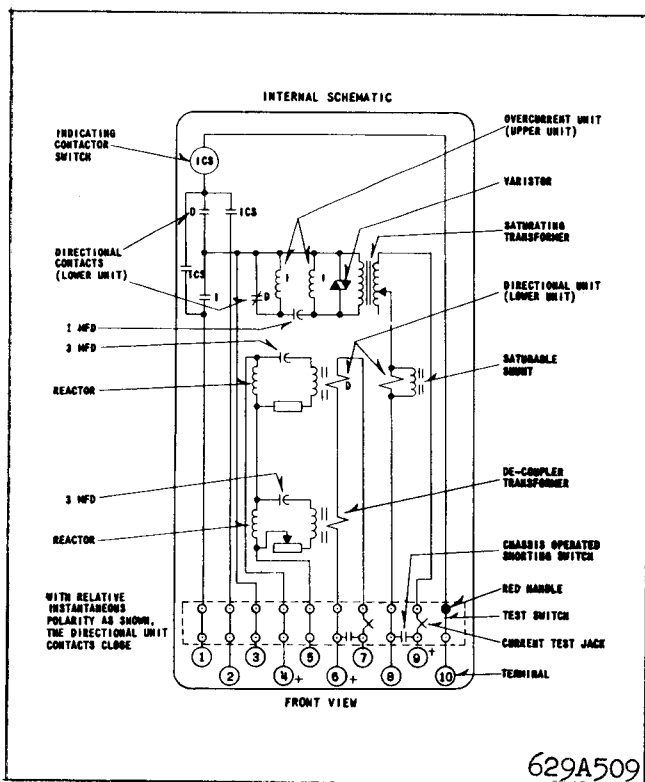 INTERNAL SCHEMATIC
INDICATING
CONTACTOR
SWITCH
ICS
OVERCURRENT UNIT
(UPPER UNIT)
VARISTOR
SATURATING
TRANSFORMER
D
ICS
DIRECTIONAL
CONTACTS
(LOWER UNIT)
ICS
I
D
I
I
DIRECTIONAL UNIT
(LOWER UNIT)
1 MFD
3 MFD
REACTOR
D
SATURABLE
SHUNT
3 MFD
REACTOR
DE-COUPLER
TRANSFORMER
CHASSIS OPERATED
SHORTING SWITCH
WITH RELATIVE
INSTANTANEOUS
POLARITY AS SHOWN,
THE DIRECTIONAL UNIT
CONTACTS CLOSE
RED HANDLE
TEST SWITCH
CURRENT TEST JACK
TERMINAL
1
2
3
4 +
5
6 +
7
8
9 +
10
FRONT VIEW
629A509